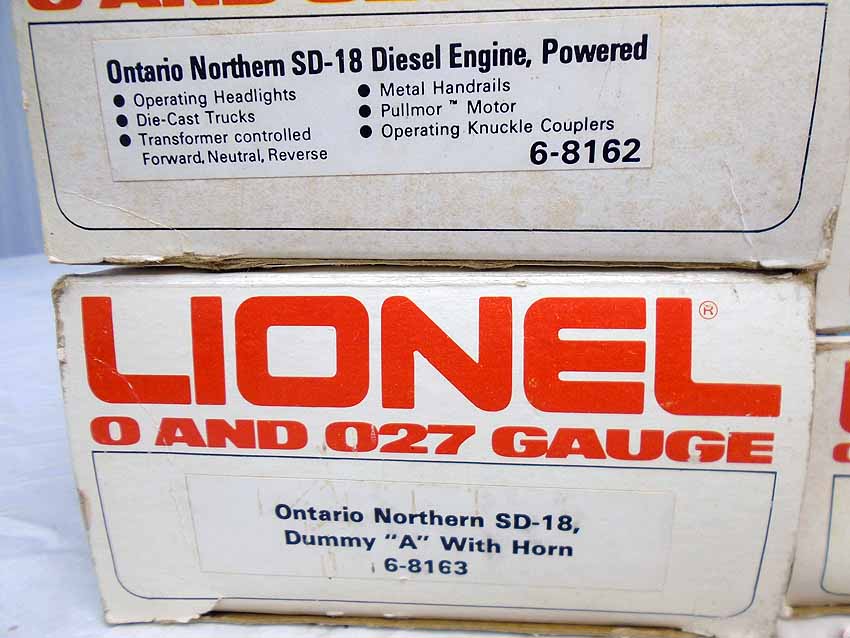 Ontario Northern SD-18 Diesel Engine, Powered
• Operating Headlights
• Die-Cast Trucks
• Transformer controlled
Forward, Neutral, Reverse
• Metal Handrails
• Pullmor ™ Motor
• Operating Knuckle Couplers
6-8162
LIONEL®
O AND O27 GAUGE
Ontario Northern SD-18,
Dummy "A" With Horn
6-8163